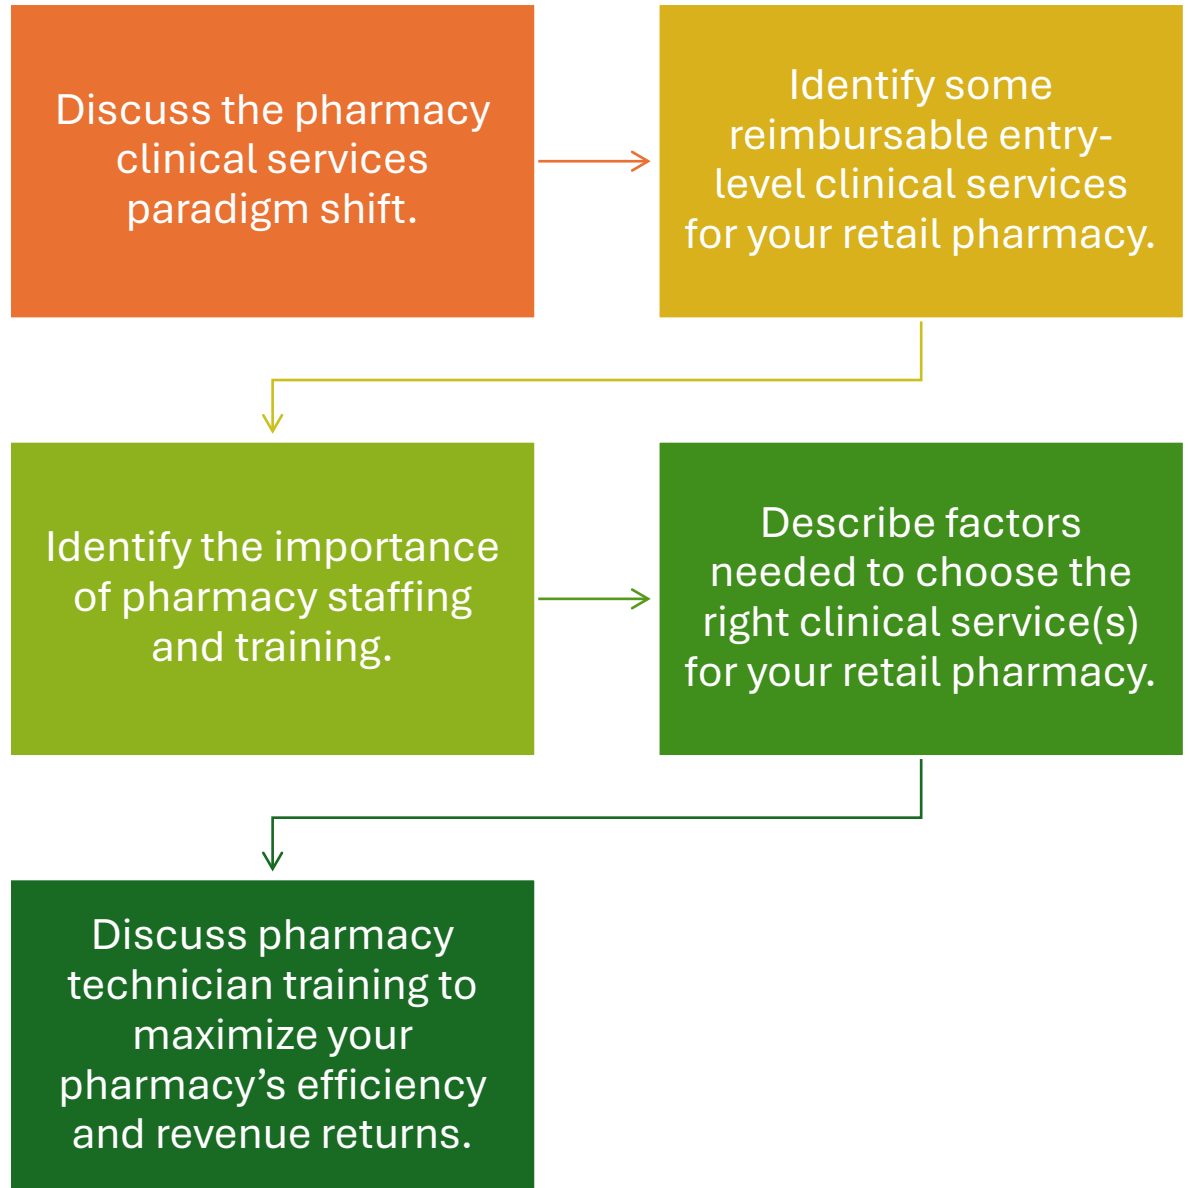 Discuss the pharmacy
clinical services
paradigm shift.
Identify some
reimbursable entry-
level clinical services
for your retail pharmacy.
Identify the importance
of pharmacy staffing
and training.
Describe factors
needed to choose the
right clinical service(s)
for your retail pharmacy.
Discuss pharmacy
technician training to
maximize your
pharmacy’s efficiency
and revenue returns.